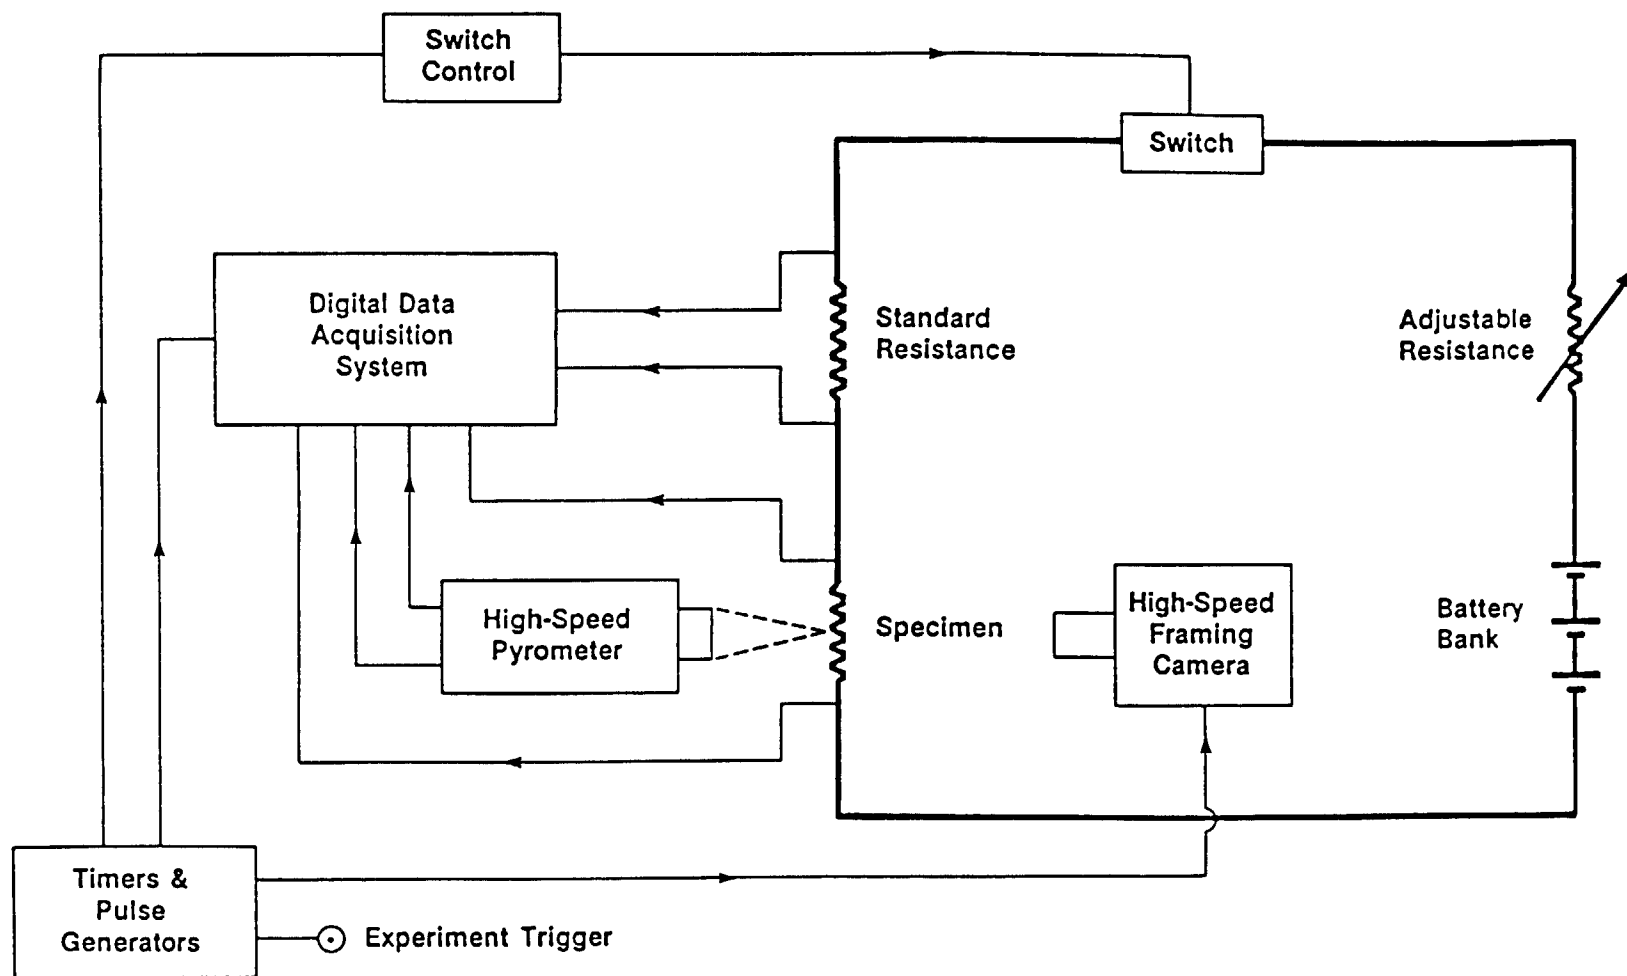 Switch
Control
Switch
Digital Data
Acquisition
System
Standard
Resistance
Adjustable
Resistance
High-Speed
Pyrometer
Specimen
High-Speed
Framing
Camera
Battery
Bank
Timers &
Pulse
Generators
Experiment Trigger